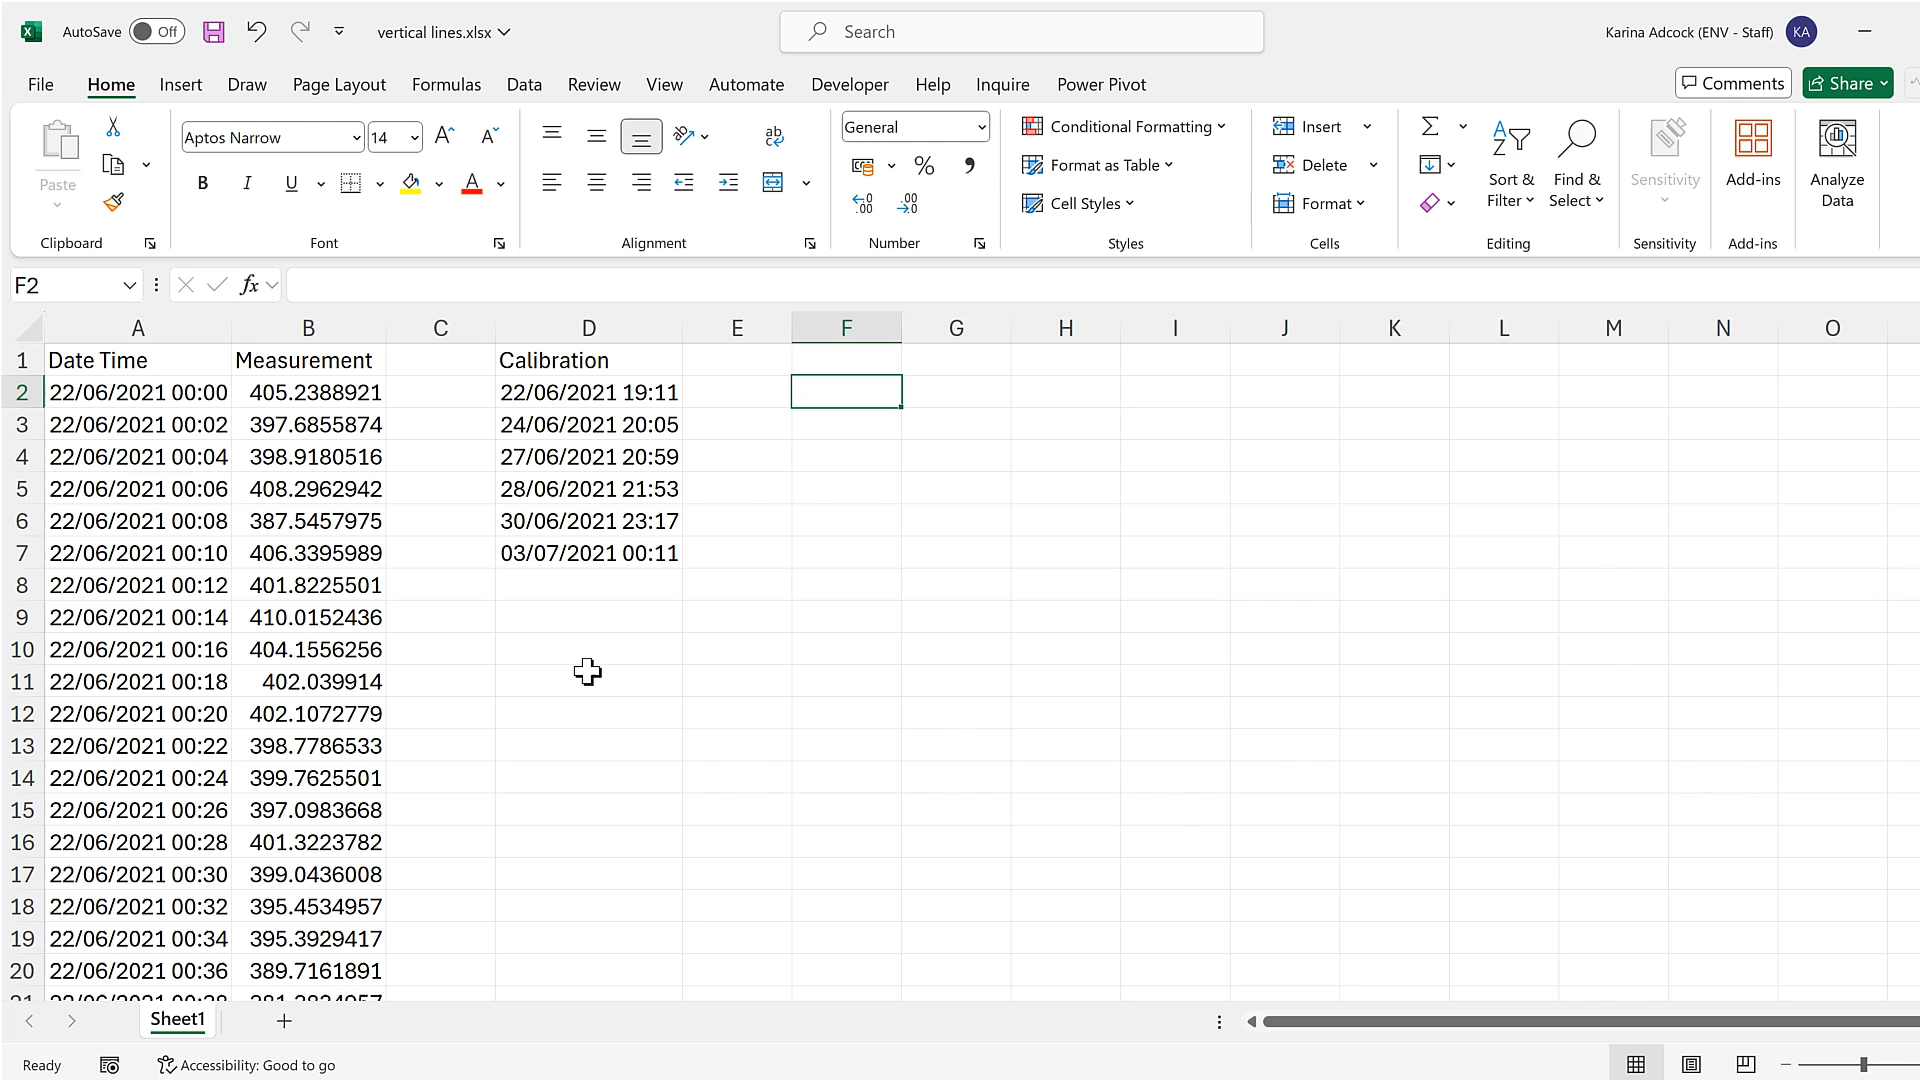 AutoSave Off vertical lines.xlsx Search Karina Adcock (ENV - Staff) KA
File Home Insert Draw Page Layout Formulas Data Review View Automate Developer Help Inquire Power Pivot Comments Share
Aptos Narrow 14 ab General Conditional Formatting Insert
Paste B I U A % Format as Table Delete Sort & Filter Find & Select Sensitivity Add-ins Analyze Data
Cell Styles Format
Clipboard Font Alignment Number Styles Cells Editing Sensitivity Add-ins
F2 fx
A B C D E F G H I J K L M N O
1 Date Time Measurement Calibration
2 22/06/2021 00:00 405.2388921 22/06/2021 19:11
3 22/06/2021 00:02 397.6855874 24/06/2021 20:05
4 22/06/2021 00:04 398.9180516 27/06/2021 20:59
5 22/06/2021 00:06 408.2962942 28/06/2021 21:53
6 22/06/2021 00:08 387.5457975 30/06/2021 23:17
7 22/06/2021 00:10 406.3395989 03/07/2021 00:11
8 22/06/2021 00:12 401.8225501
9 22/06/2021 00:14 410.0152436
10 22/06/2021 00:16 404.1556256
11 22/06/2021 00:18 402.039914
12 22/06/2021 00:20 402.1072779
13 22/06/2021 00:22 398.7786533
14 22/06/2021 00:24 399.7625501
15 22/06/2021 00:26 397.0983668
16 22/06/2021 00:28 401.3223782
17 22/06/2021 00:30 399.0436008
18 22/06/2021 00:32 395.4534957
19 22/06/2021 00:34 395.3929417
20 22/06/2021 00:36 389.7161891
Sheet1
Ready Accessibility: Good to go